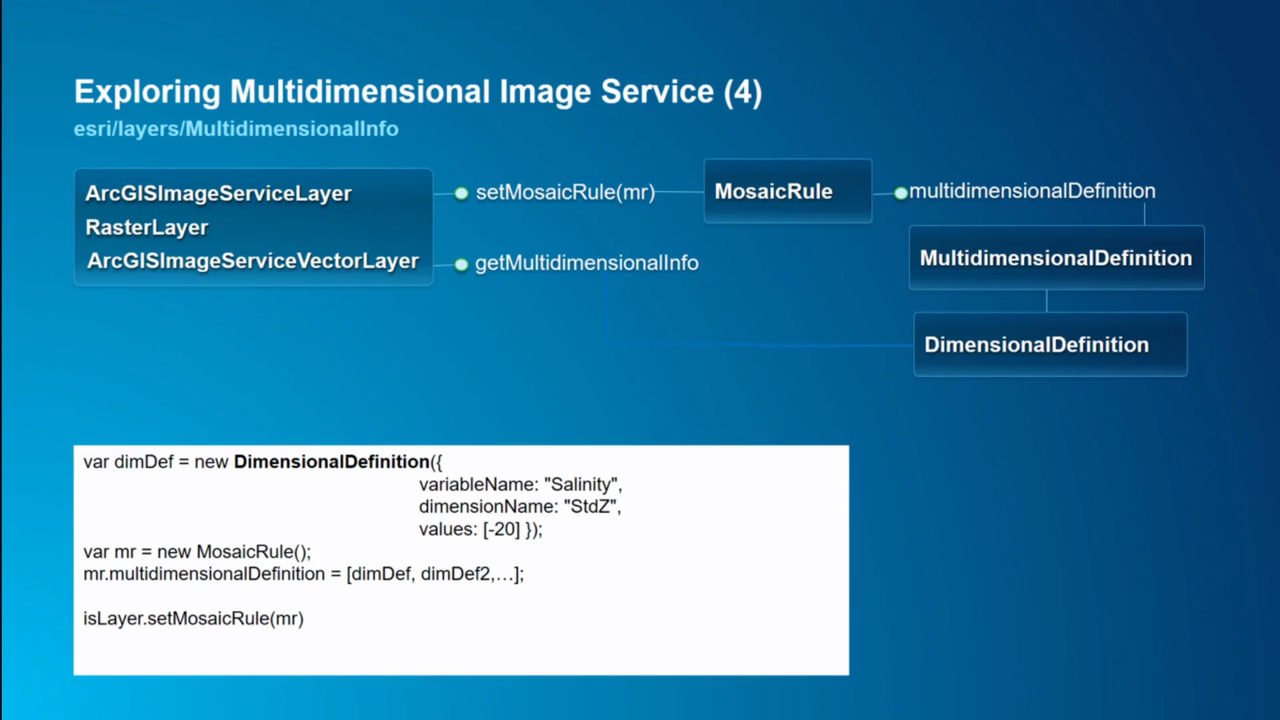 Exploring Multidimensional Image Service (4)
esri/layers/MultidimensionalInfo
ArcGISImageServiceLayer
RasterLayer
ArcGISImageServiceVectorLayer
setMosaicRule(mr)
getMultidimensionalInfo
MosaicRule
multidimensionalDefinition
MultidimensionalDefinition
DimensionalDefinition
var dimDef = new DimensionalDefinition({
variableName: "Salinity",
dimensionName: "StdZ",
values: [-20] });
var mr = new MosaicRule();
mr.multidimensionalDefinition = [dimDef, dimDef2,…];
isLayer.setMosaicRule(mr)